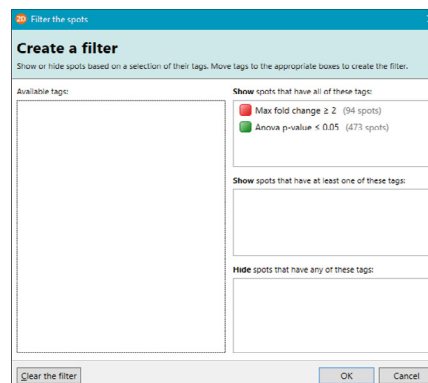 2D Filter the spots
Create a filter
Show or hide spots based on a selection of their tags. Move tags to the appropriate boxes to create the filter.
Available tags:
Show spots that have all of these tags:
Max fold change ≥ 2 (94 spots)
Anova p-value ≤ 0.05 (473 spots)
Show spots that have at least one of these tags:
Hide spots that have any of these tags:
Clear the filter
OK
Cancel